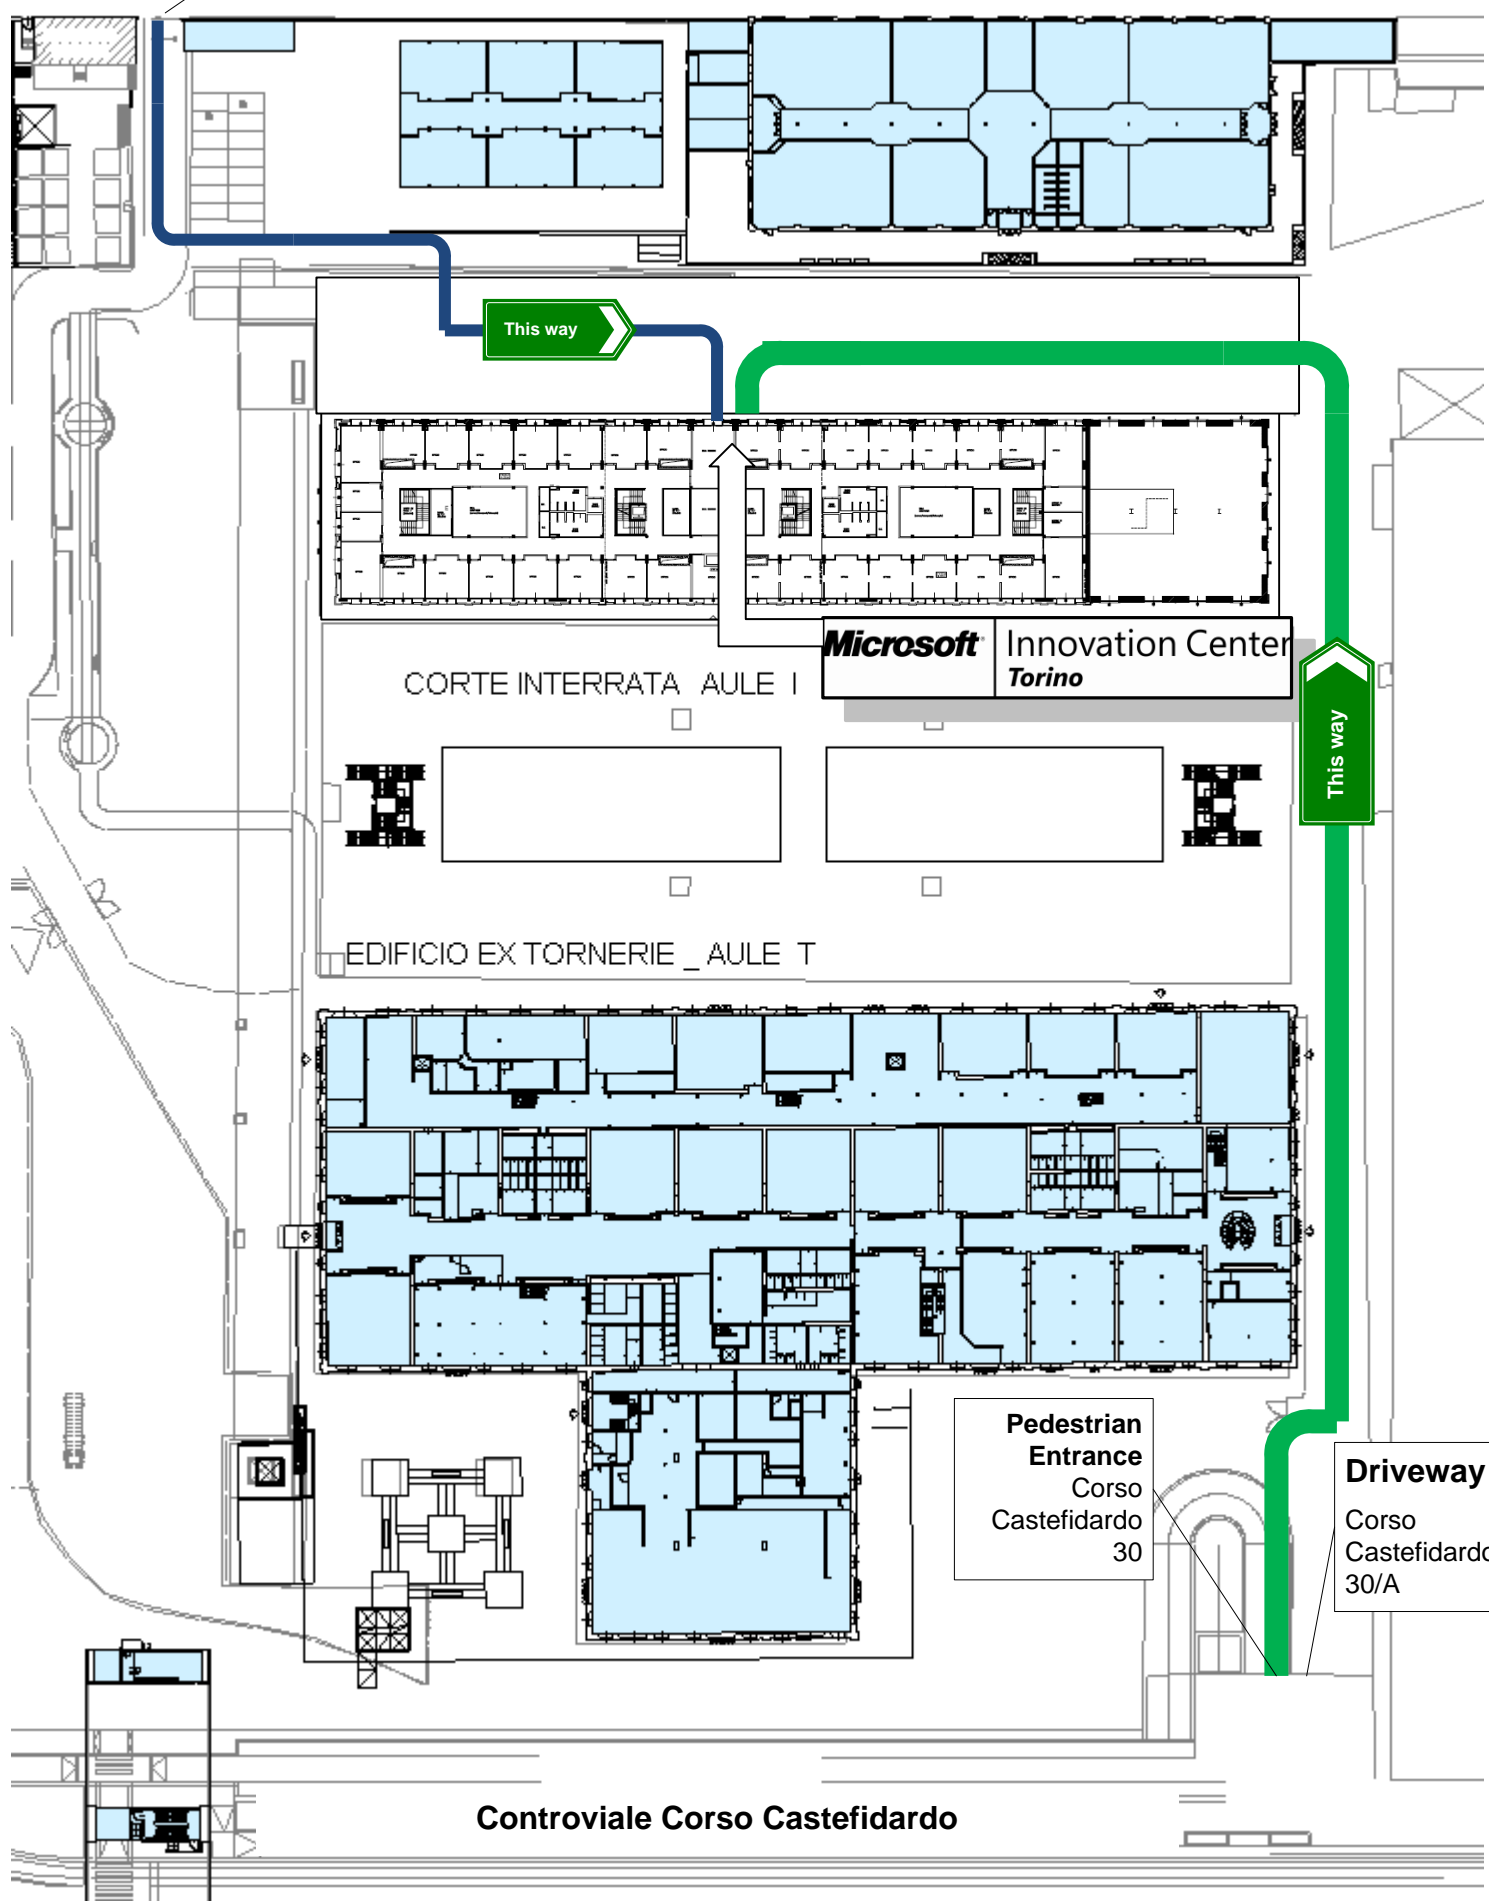 This way
Microsoft Innovation Center
Torino
CORTE INTERRATA AULE I
This way
EDIFICIO EX TORNERIE _ AULE T
Pedestrian
Entrance
Corso
Castefidardo
30
Driveway
Corso
Castefidardo
30/A
Controviale Corso Castefidardo